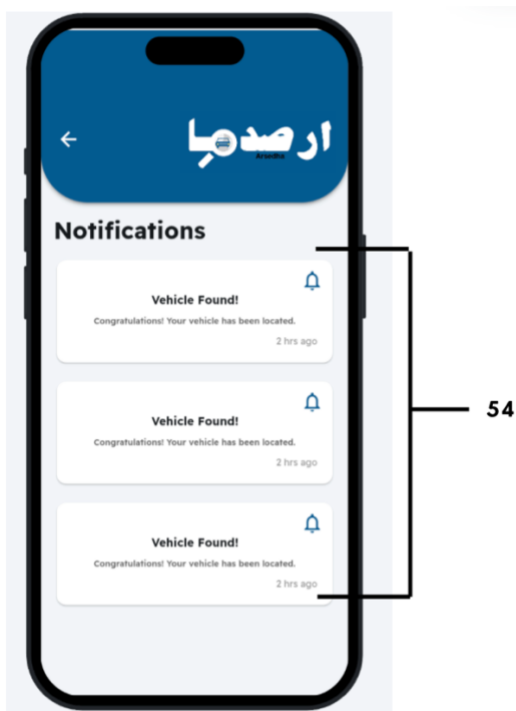 ارصدها
Arsedha
Notifications
Vehicle Found!
Congratulations! Your vehicle has been located.
2 hrs ago
Vehicle Found!
Congratulations! Your vehicle has been located.
2 hrs ago
Vehicle Found!
Congratulations! Your vehicle has been located.
2 hrs ago
54